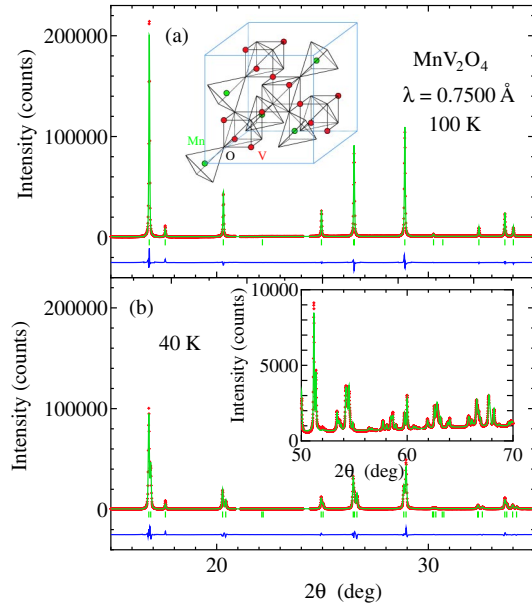 (a)
MnV2O4
λ = 0.7500 Å
100 K
Mn
O
V
Intensity (counts)
200000
100000
0
(b)
40 K
Intensity (counts)
200000
100000
0
20
30
2θ (deg)
Intensity (counts)
10000
5000
0
50
60
70
2θ (deg)